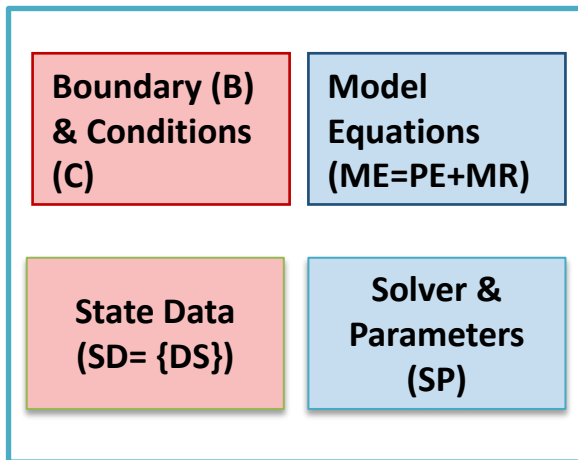 Boundary (B)
& Conditions
(C)
Model
Equations
(ME=PE+MR)
State Data
(SD= {DS})
Solver &
Parameters
(SP)